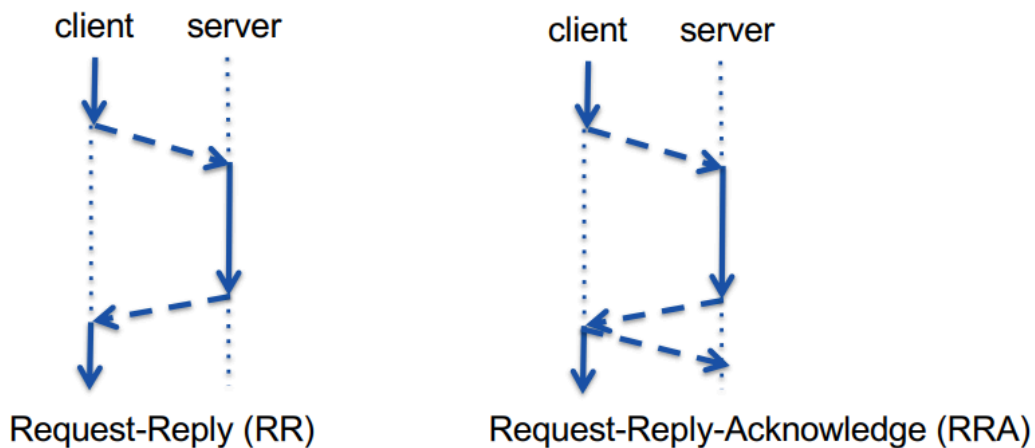 client server
client server
Request-Reply (RR)
Request-Reply-Acknowledge (RRA)